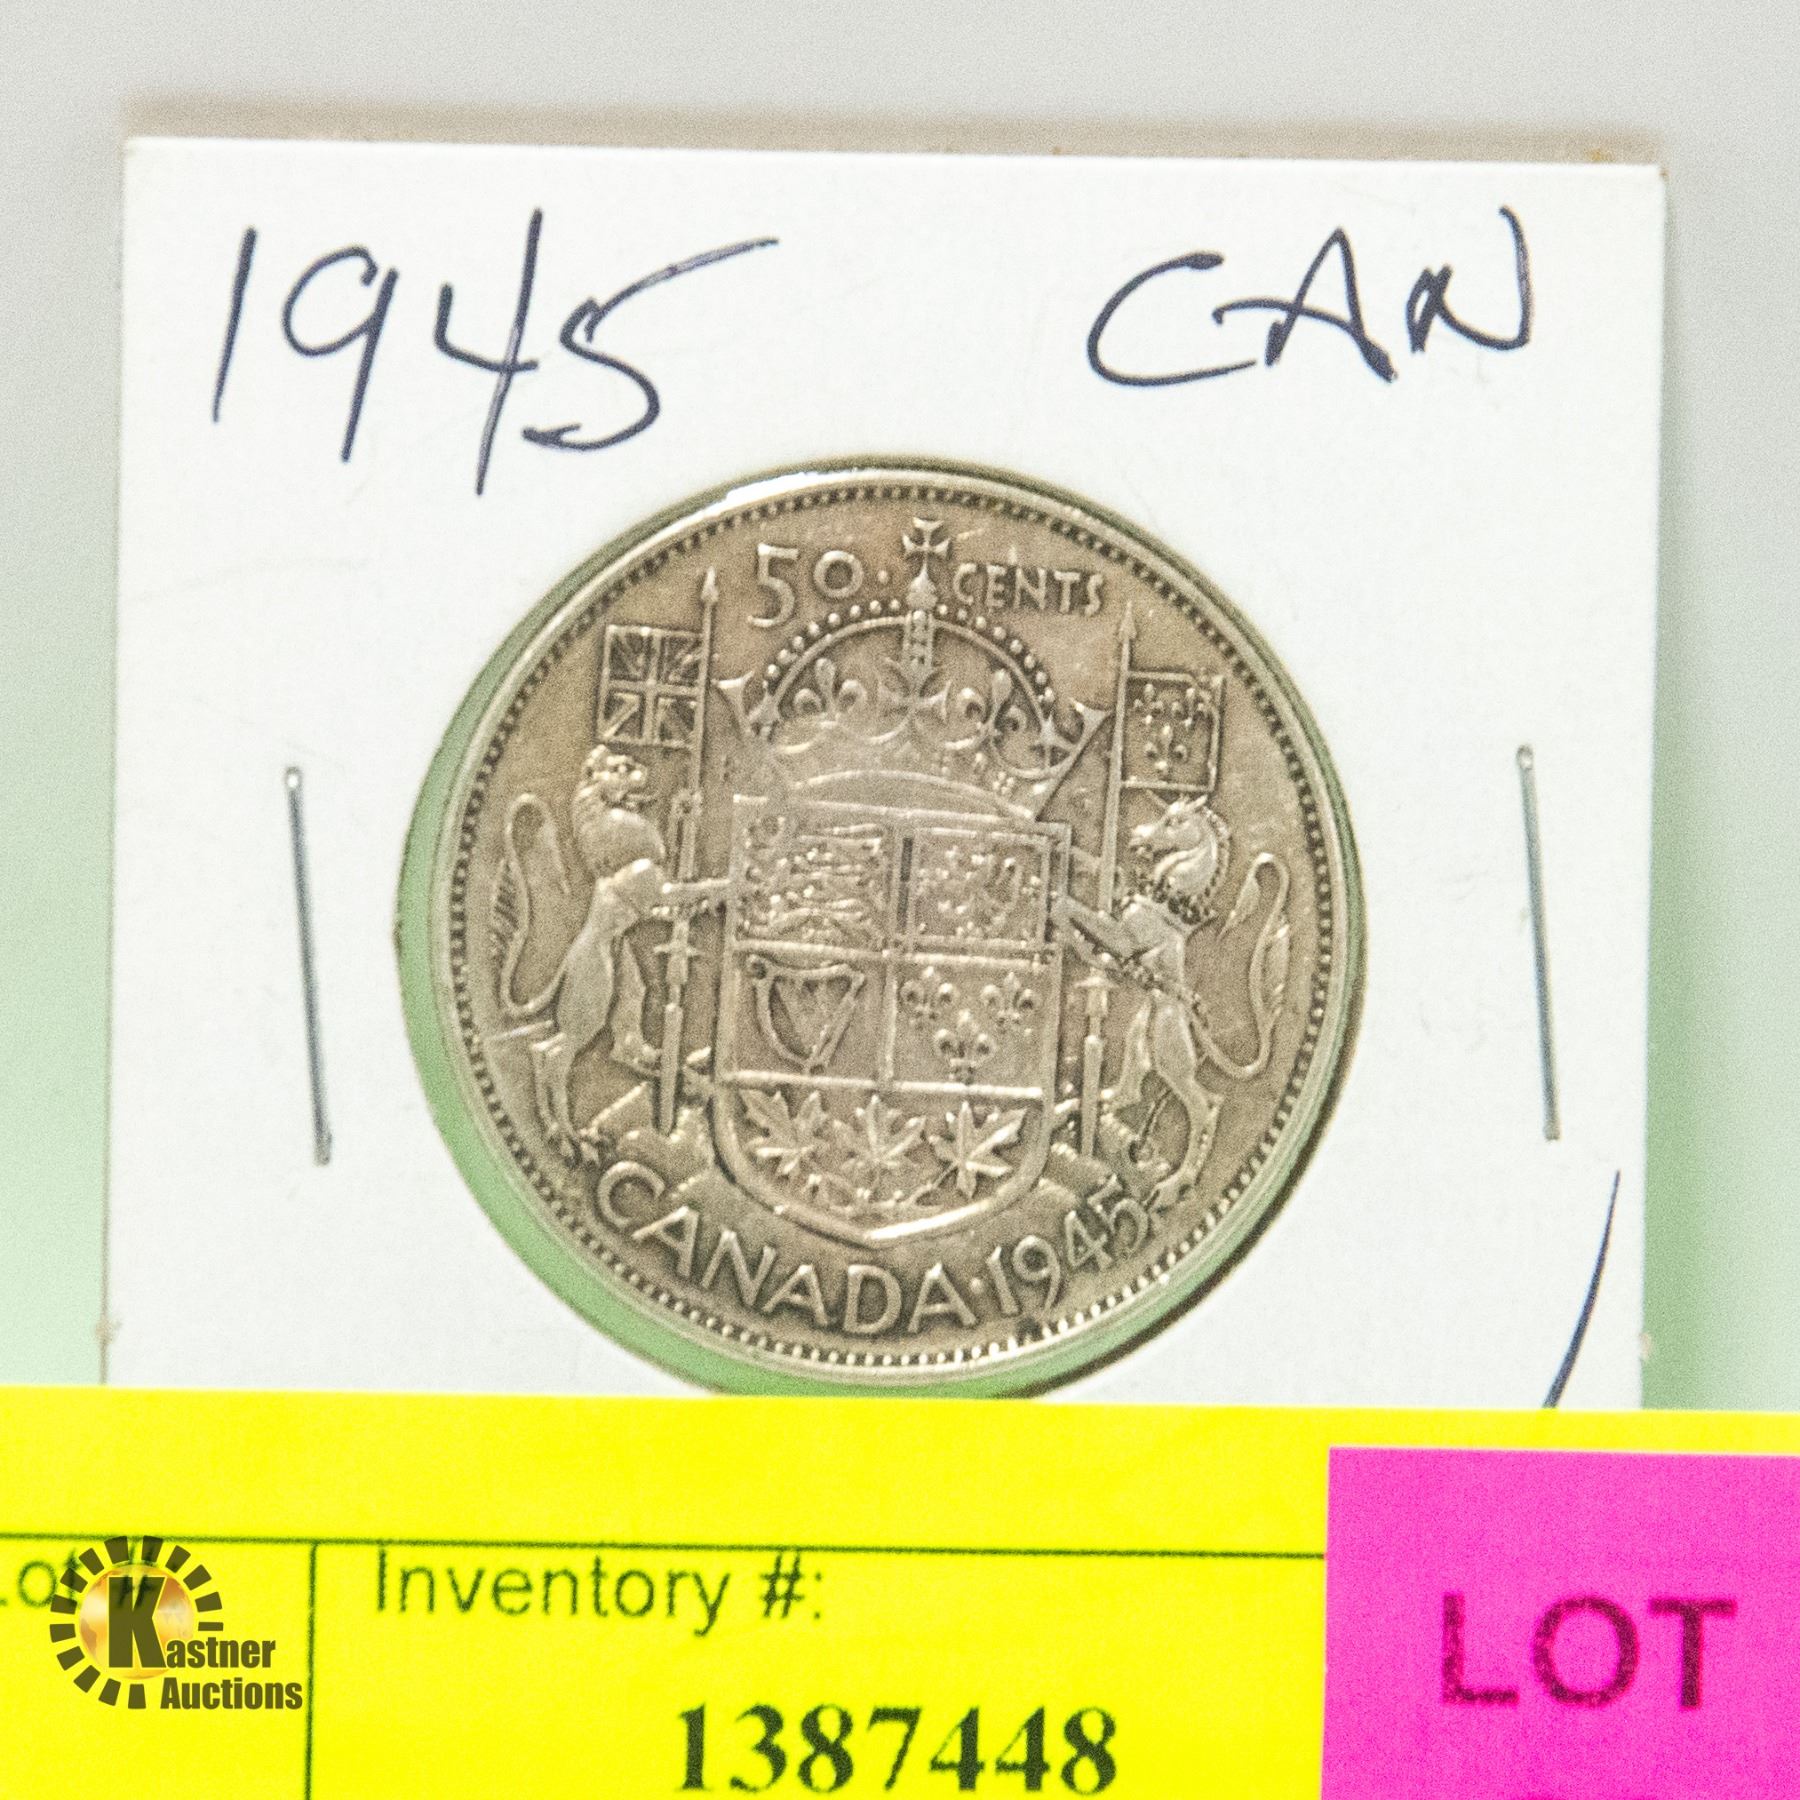 1945 CAN
50 · CENTS
CANADA · 1945
Lot #
Inventory #:
1387448
LOT
Kastner
Auctions